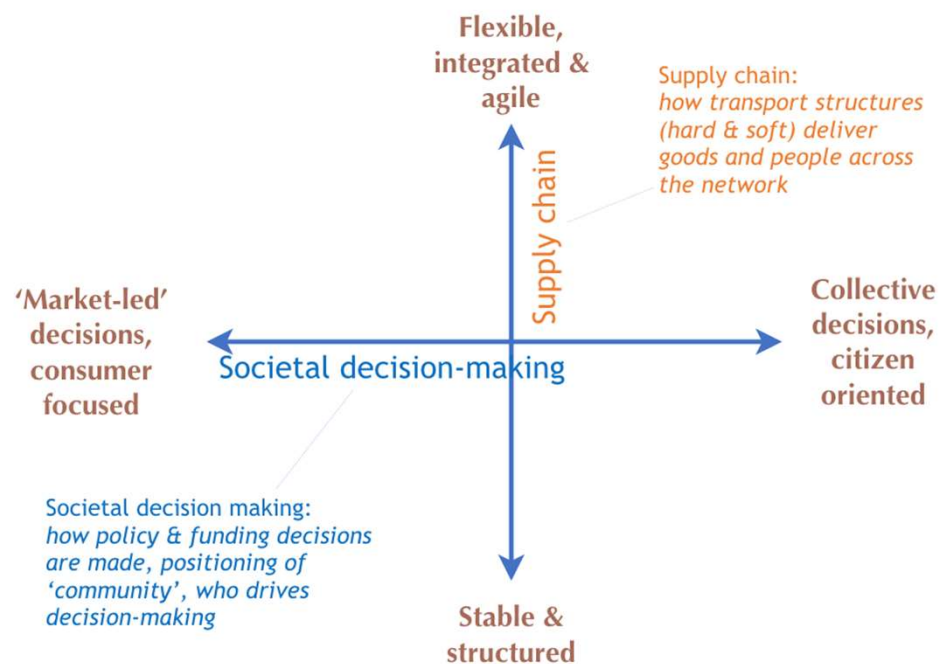 Flexible,
integrated &
agile
Supply chain:
how transport structures
(hard & soft) deliver
goods and people across
the network
Supply chain
‘Market-led’
decisions,
consumer
focused
Collective
decisions,
citizen
oriented
Societal decision-making
Societal decision making:
how policy & funding decisions
are made, positioning of
‘community’, who drives
decision-making
Stable &
structured